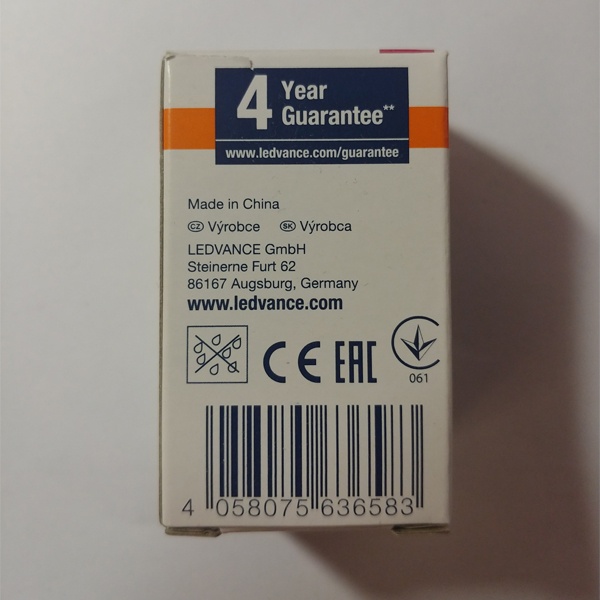 4 Year
Guarantee**
www.ledvance.com/guarantee
Made in China
CZ Výrobce SK Výrobca
LEDVANCE GmbH
Steinerne Furt 62
86167 Augsburg, Germany
www.ledvance.com
CE EAC
061
4 058075 636583